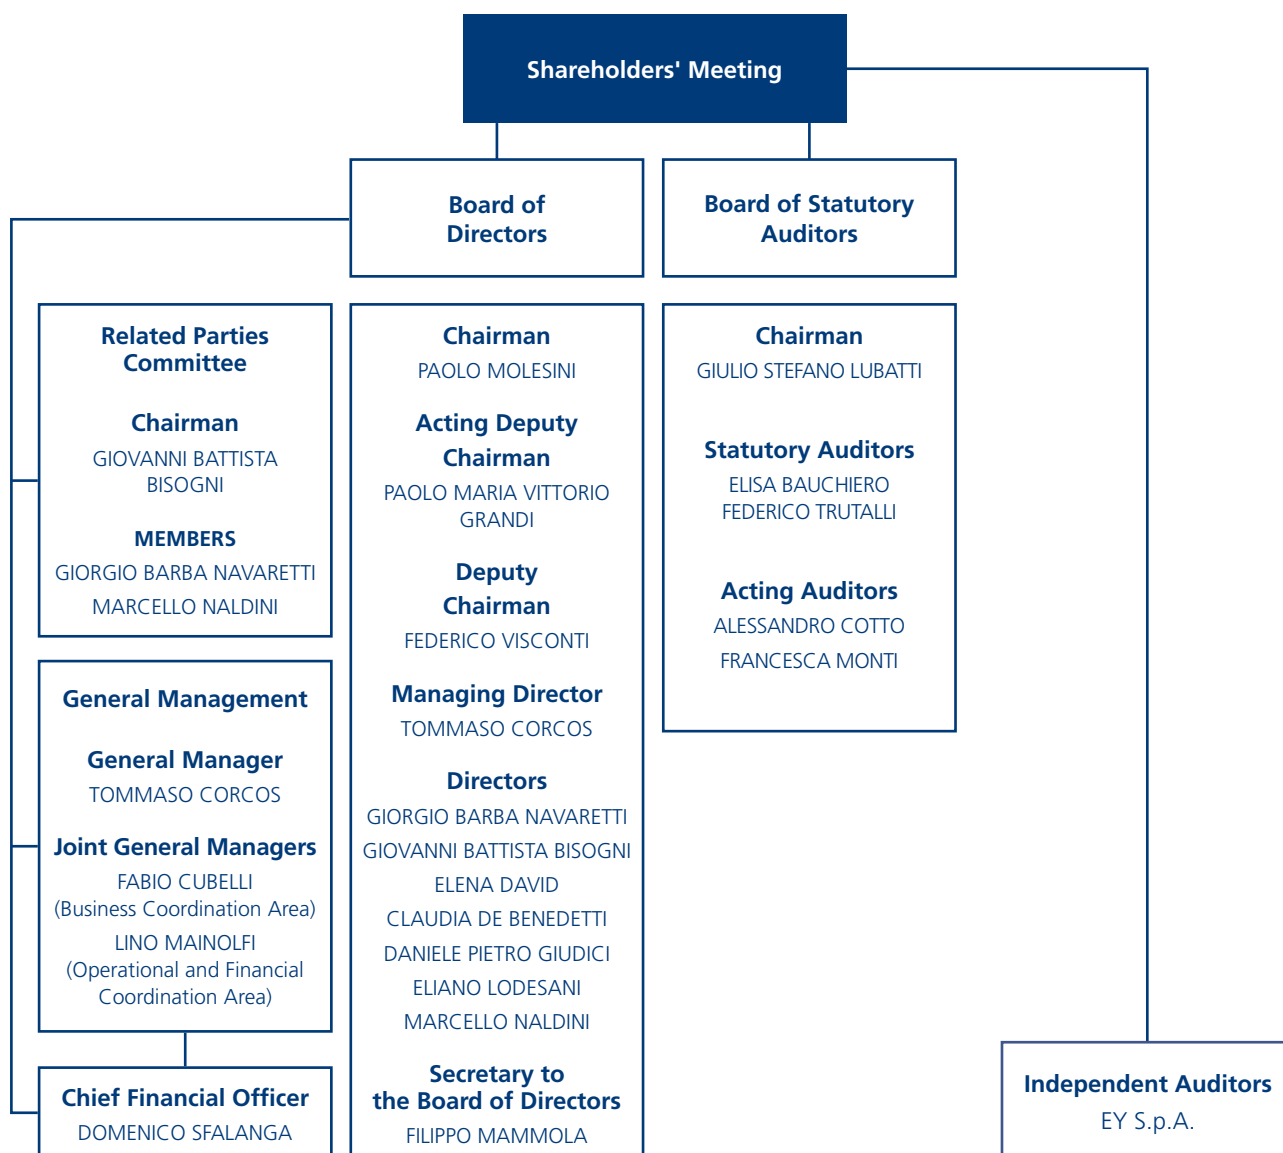 Shareholders' Meeting
Board of
Directors
Board of Statutory
Auditors
Related Parties
Committee
Chairman
GIOVANNI BATTISTA
BISOGNI
MEMBERS
GIORGIO BARBA NAVARETTI
MARCELLO NALDINI
General Management
General Manager
TOMMASO CORCOS
Joint General Managers
FABIO CUBELLI
(Business Coordination Area)
LINO MAINOLFI
(Operational and Financial
Coordination Area)
Chief Financial Officer
DOMENICO SFALANGA
Chairman
PAOLO MOLESINI
Acting Deputy
Chairman
PAOLO MARIA VITTORIO
GRANDI
Deputy
Chairman
FEDERICO VISCONTI
Managing Director
TOMMASO CORCOS
Directors
GIORGIO BARBA NAVARETTI
GIOVANNI BATTISTA BISOGNI
ELENA DAVID
CLAUDIA DE BENEDETTI
DANIELE PIETRO GIUDICI
ELIANO LODESANI
MARCELLO NALDINI
Secretary to
the Board of Directors
FILIPPO MAMMOLA
Chairman
GIULIO STEFANO LUBATTI
Statutory Auditors
ELISA BAUCHIERO
FEDERICO TRUTALLI
Acting Auditors
ALESSANDRO COTTO
FRANCESCA MONTI
Independent Auditors
EY S.p.A.